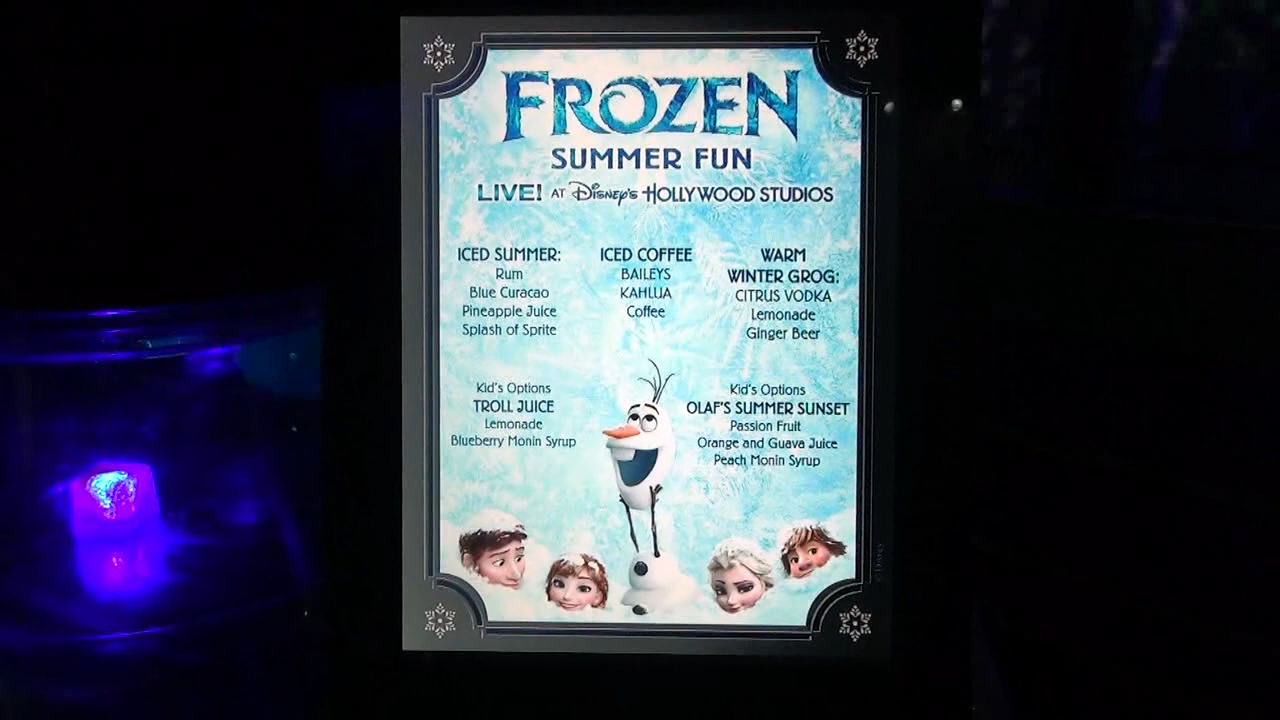 FROZEN
SUMMER FUN
LIVE! AT Disney's HOLLYWOOD STUDIOS
ICED SUMMER:
Rum
Blue Curacao
Pineapple Juice
Splash of Sprite
ICED COFFEE
BAILEYS
KAHLUA
Coffee
WARM
WINTER GROG:
CITRUS VODKA
Lemonade
Ginger Beer
Kid's Options
TROLL JUICE
Lemonade
Blueberry Monin Syrup
Kid's Options
OLAF'S SUMMER SUNSET
Passion Fruit
Orange and Guava Juice
Peach Monin Syrup
© Disney